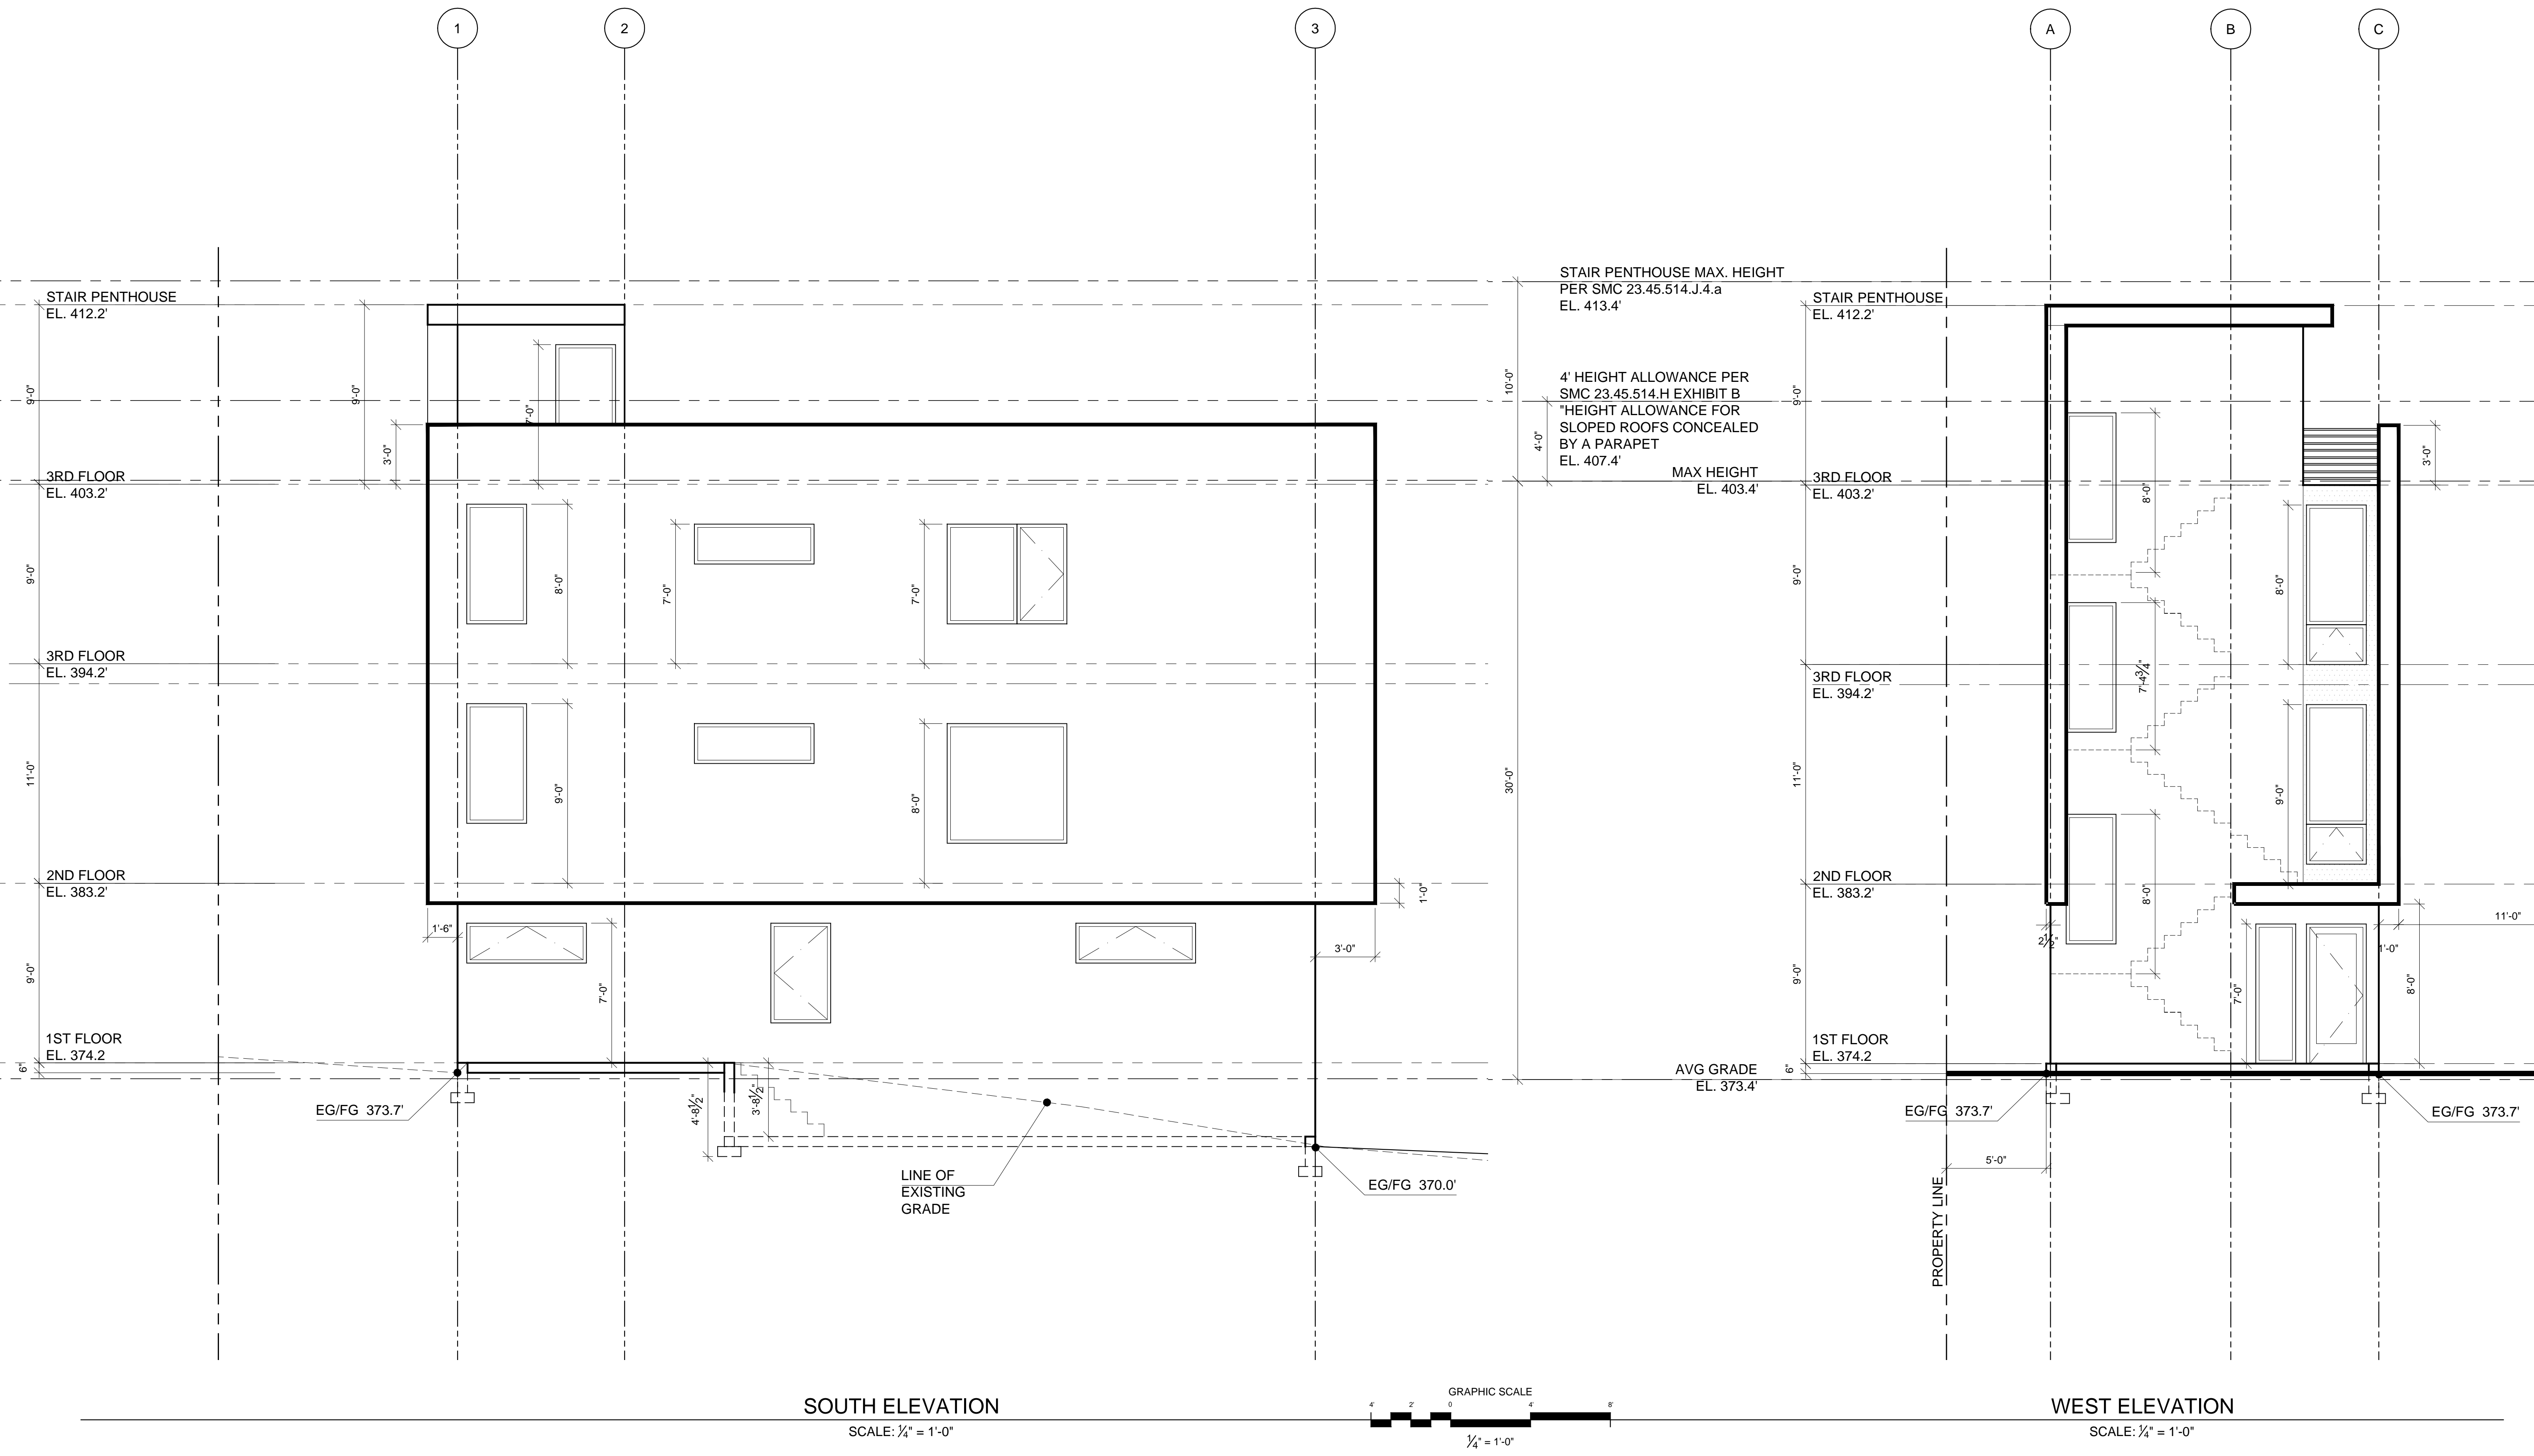 1
2
3
A
B
C
STAIR PENTHOUSE
EL. 412.2'
9'-0"
9'-0"
7'-0"
3'-0"
3RD FLOOR
EL. 403.2'
9'-0"
8'-0"
7'-0"
7'-0"
3RD FLOOR
EL. 394.2'
11'-0"
9'-0"
8'-0"
2ND FLOOR
EL. 383.2'
1'-0"
1'-6"
3'-0"
9'-0"
7'-0"
1ST FLOOR
EL. 374.2
6"
4'-8½"
3'-8½"
EG/FG 373.7'
LINE OF
EXISTING
GRADE
EG/FG 370.0'
STAIR PENTHOUSE MAX. HEIGHT
PER SMC 23.45.514.J.4.a
EL. 413.4'
10'-0"
4' HEIGHT ALLOWANCE PER
SMC 23.45.514.H EXHIBIT B
"HEIGHT ALLOWANCE FOR
SLOPED ROOFS CONCEALED
BY A PARAPET
EL. 407.4'
4'-0"
MAX HEIGHT
EL. 403.4'
30'-0"
AVG GRADE
EL. 373.4'
STAIR PENTHOUSE
EL. 412.2'
9'-0"
3'-0"
3RD FLOOR
EL. 403.2'
8'-0"
9'-0"
8'-0"
3RD FLOOR
EL. 394.2'
7'-4¾"
11'-0"
9'-0"
2ND FLOOR
EL. 383.2'
8'-0"
11'-0"
2½"
1'-0"
9'-0"
7'-0"
8'-0"
1ST FLOOR
EL. 374.2
6"
EG/FG 373.7'
EG/FG 373.7'
5'-0"
PROPERTY LINE
SOUTH ELEVATION
SCALE: ¼" = 1'-0"
GRAPHIC SCALE
4' 2' 0 4' 8'
¼" = 1'-0"
WEST ELEVATION
SCALE: ¼" = 1'-0"